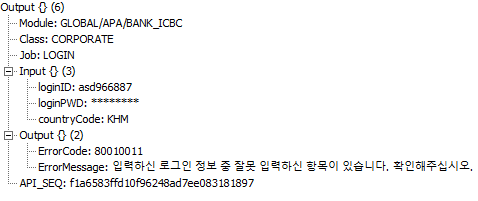 Output {} (6)
Module: GLOBAL/APA/BANK_ICBC
Class: CORPORATE
Job: LOGIN
Input {} (3)
loginID: asd966887
loginPWD: ********
countryCode: KHM
Output {} (2)
ErrorCode: 80010011
ErrorMessage: 입력하신 로그인 정보 중 잘못 입력하신 항목이 있습니다. 확인해주십시오.
API_SEQ: f1a6583ffd10f96248ad7ee083181897